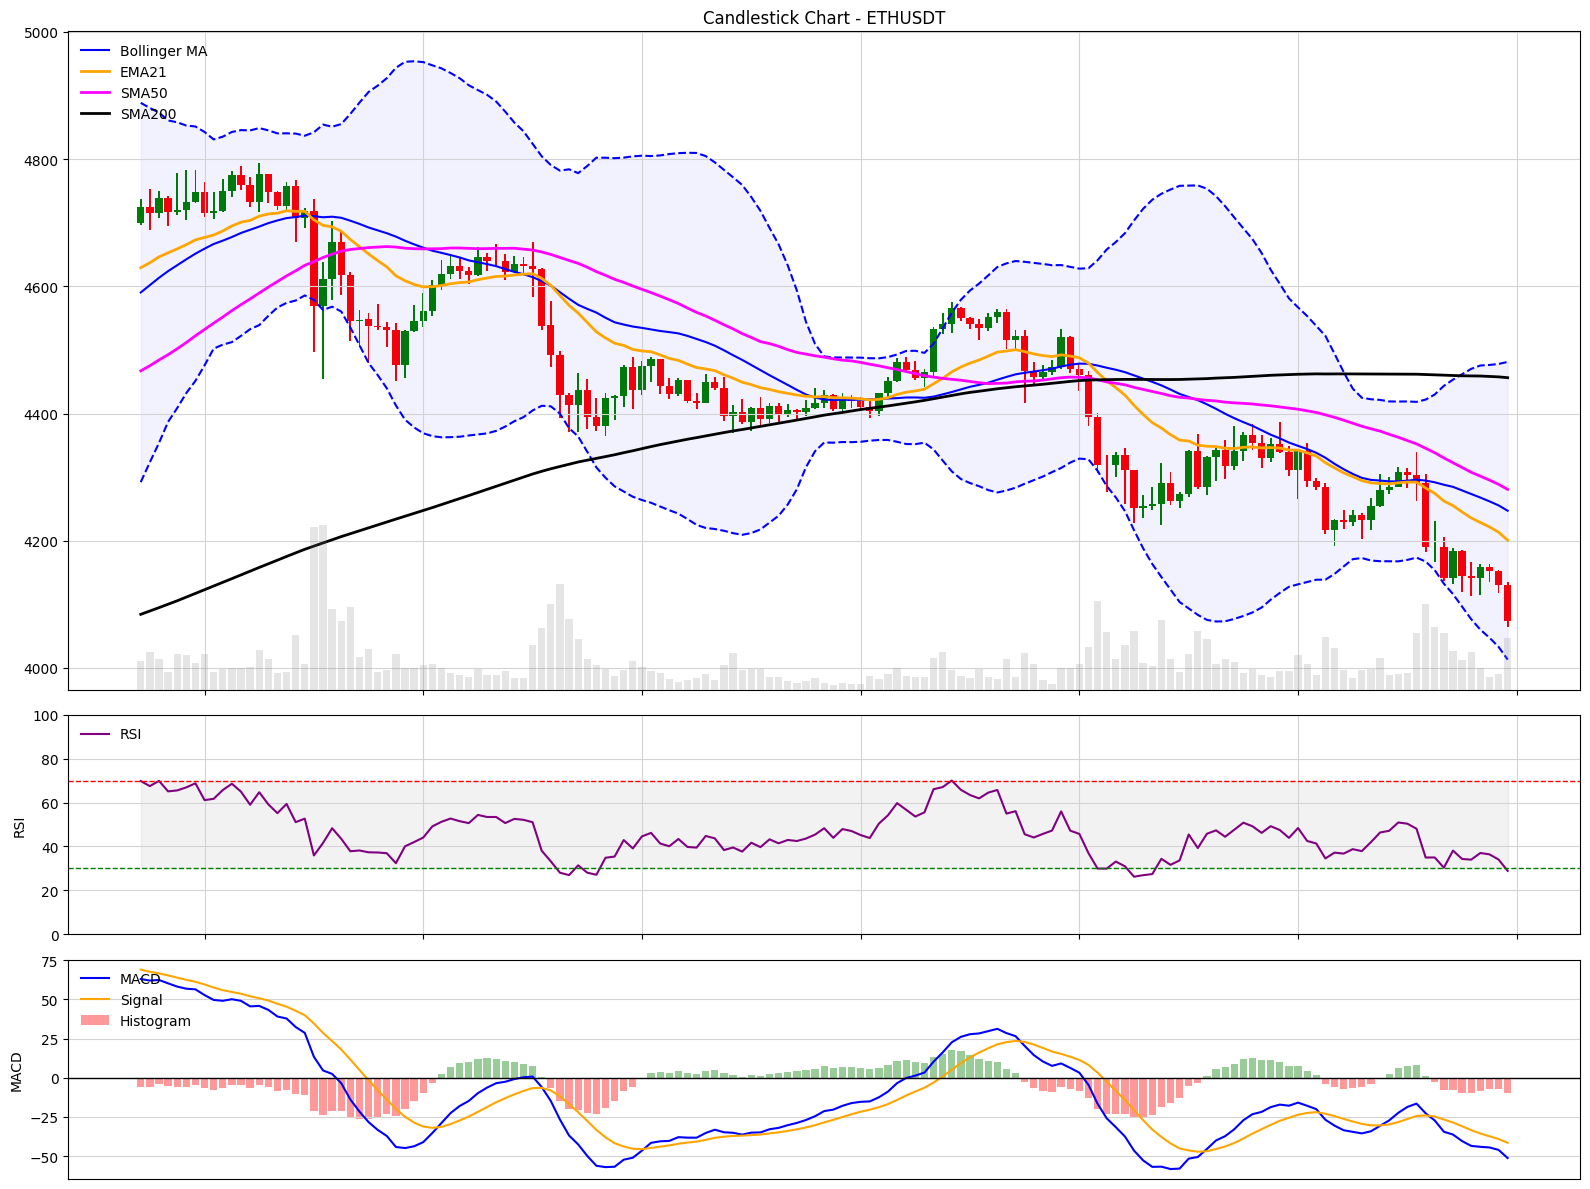 Candlestick Chart - ETHUSDT
5000
Bollinger MA
EMA21
SMA50
SMA200
4800
4600
4400
4200
4000
100
RSI
80
60
RSI
40
20
0
75
MACD
50
Signal
Histogram
25
MACD
0
−25
−50